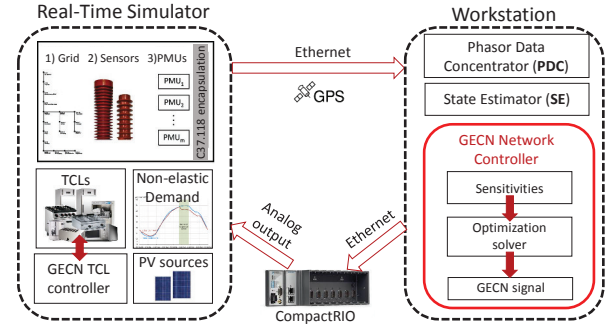 Real-Time Simulator
Workstation
1) Grid 2) Sensors 3)PMUs
PMU1
PMU2
⋮
PMUm
C37.118 encapsulation
Ethernet
GPS
Phasor Data
Concentrator (PDC)
State Estimator (SE)
GECN Network
Controller
Sensitivities
Optimization
solver
GECN signal
TCLs
GECN TCL
controller
Non-elastic
Demand
PV sources
Analog
output
Ethernet
CompactRIO